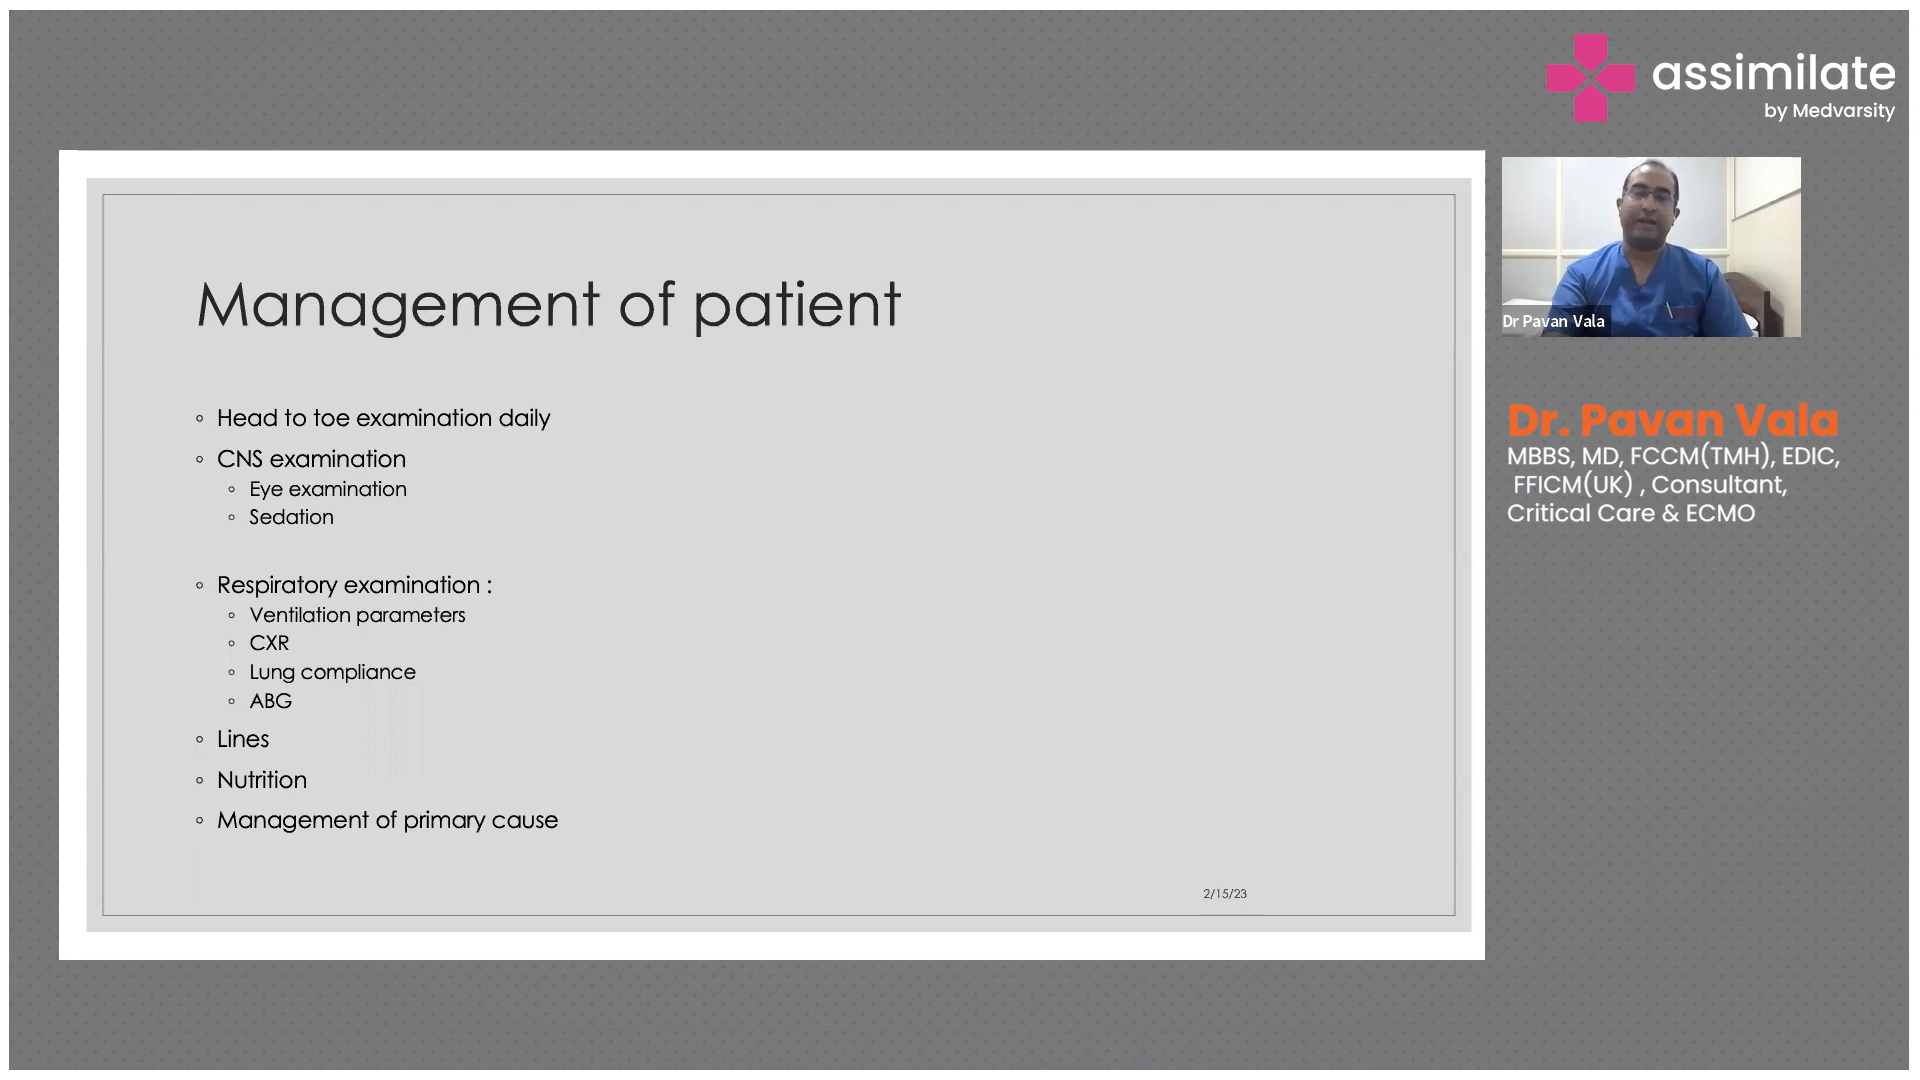 assimilate
by Medvarsity
Management of patient
Head to toe examination daily
CNS examination
Eye examination
Sedation
Respiratory examination :
Ventilation parameters
CXR
Lung compliance
ABG
Lines
Nutrition
Management of primary cause
2/15/23
Dr Pavan Vala
Dr. Pavan Vala
MBBS, MD, FCCM(TMH), EDIC,
FFICM(UK) , Consultant,
Critical Care & ECMO